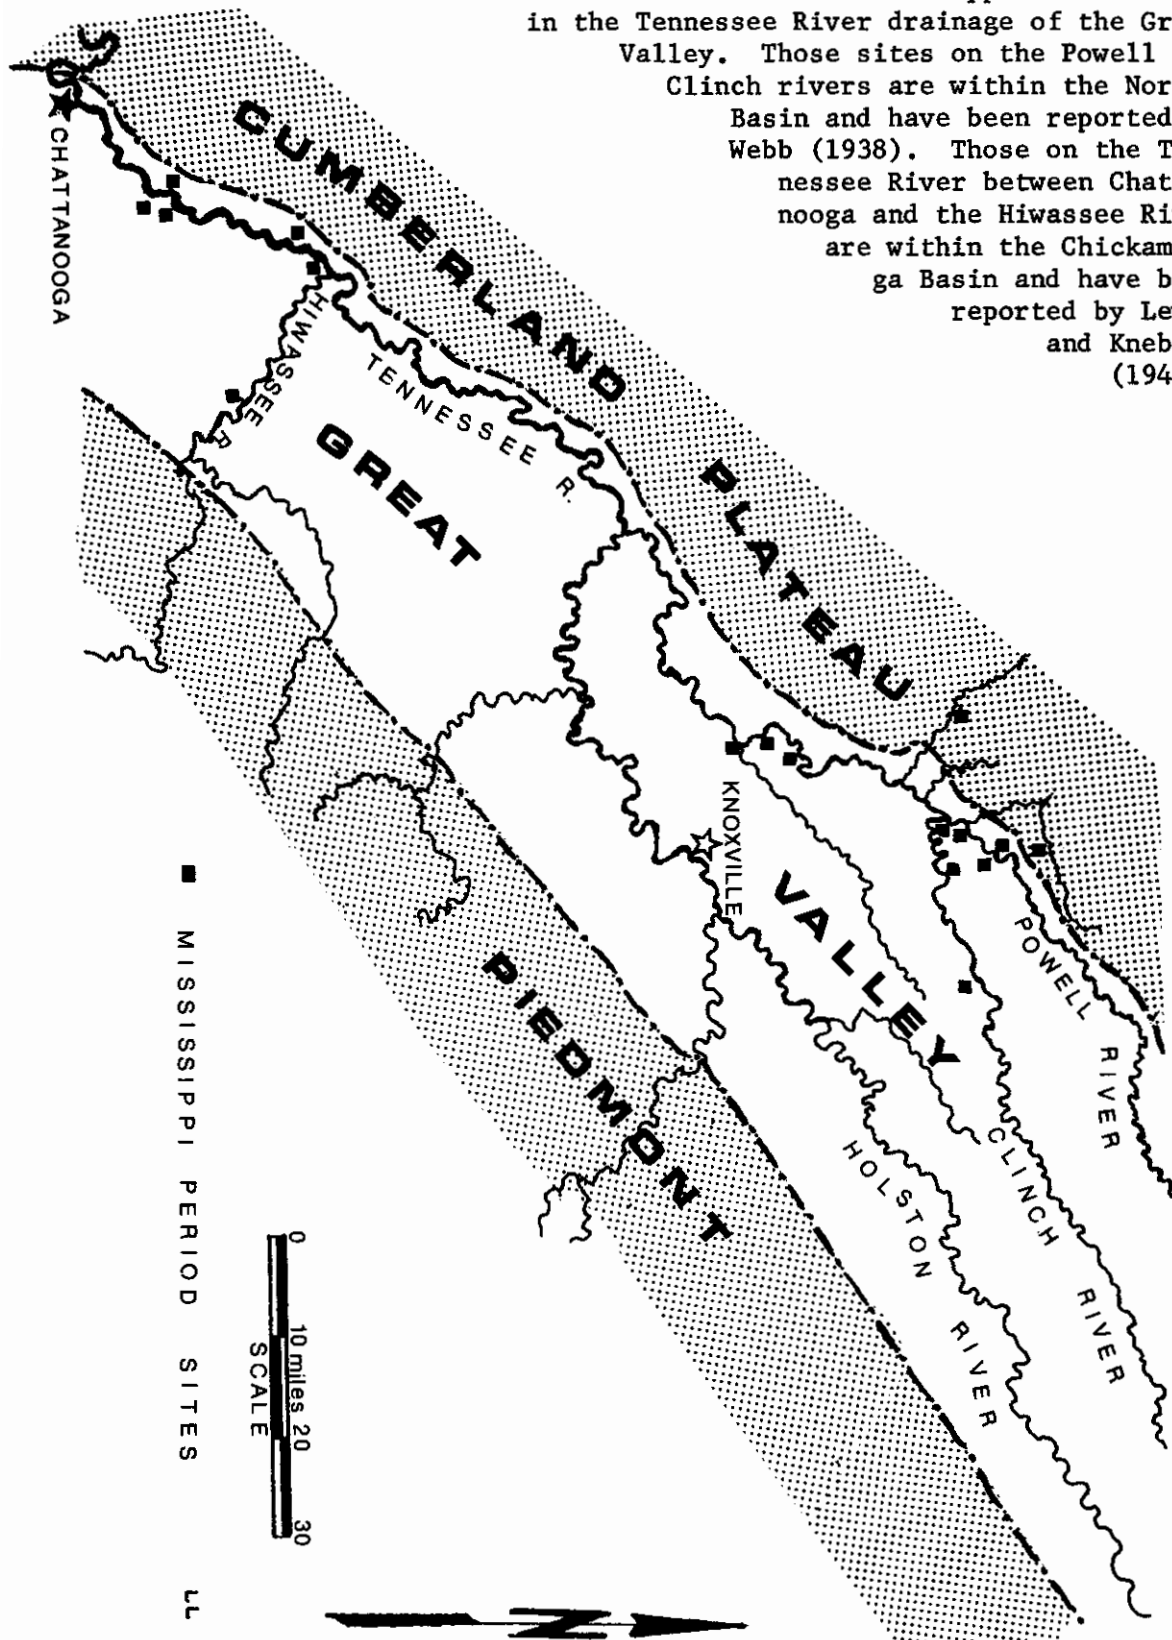 in the Tennessee River drainage of the Gr
Valley. Those sites on the Powell
Clinch rivers are within the Nor
Basin and have been reported
Webb (1938). Those on the T
nessee River between Chat
nooga and the Hiwassee Ri
are within the Chickam
ga Basin and have b
reported by Le
and Kneb
(194
CUMBERLAND PLATEAU
CHATTANOOGA
HIWASSEE R.
TENNESSEE R.
GREAT VALLEY
KNOXVILLE
POWELL RIVER
CLINCH RIVER
HOLSTON RIVER
PIEDMONT
MISSISSIPPI PERIOD SITES
0 10 miles 20 30
SCALE
LL
N